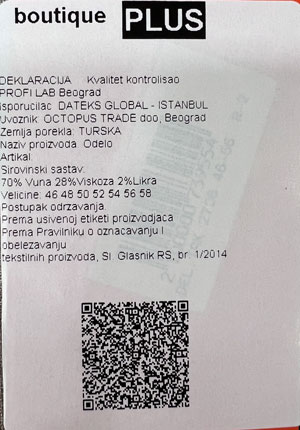 boutique PLUS
DEKLARACIJA Kvalitet kontrolisao
PROFI LAB Beograd
isporucilac: DATEKS GLOBAL - ISTANBUL
Uvoznik: OCTOPUS TRADE doo, Beograd
Zemlja porekla: TURSKA
Naziv proizvoda: Odelo
Artikal:
Sirovinski sastav:
70% Vuna 28%Viskoza 2%Likra
Velicine: 46 48 50 52 54 56 58
Postupak odrzavanja:
Prema usivenoj etiketi proizvodjaca
Prema Pravilniku o oznacavanju I
obelezavanju
tekstilnih proizvoda, Sl. Glasnik RS, br. 1/2014